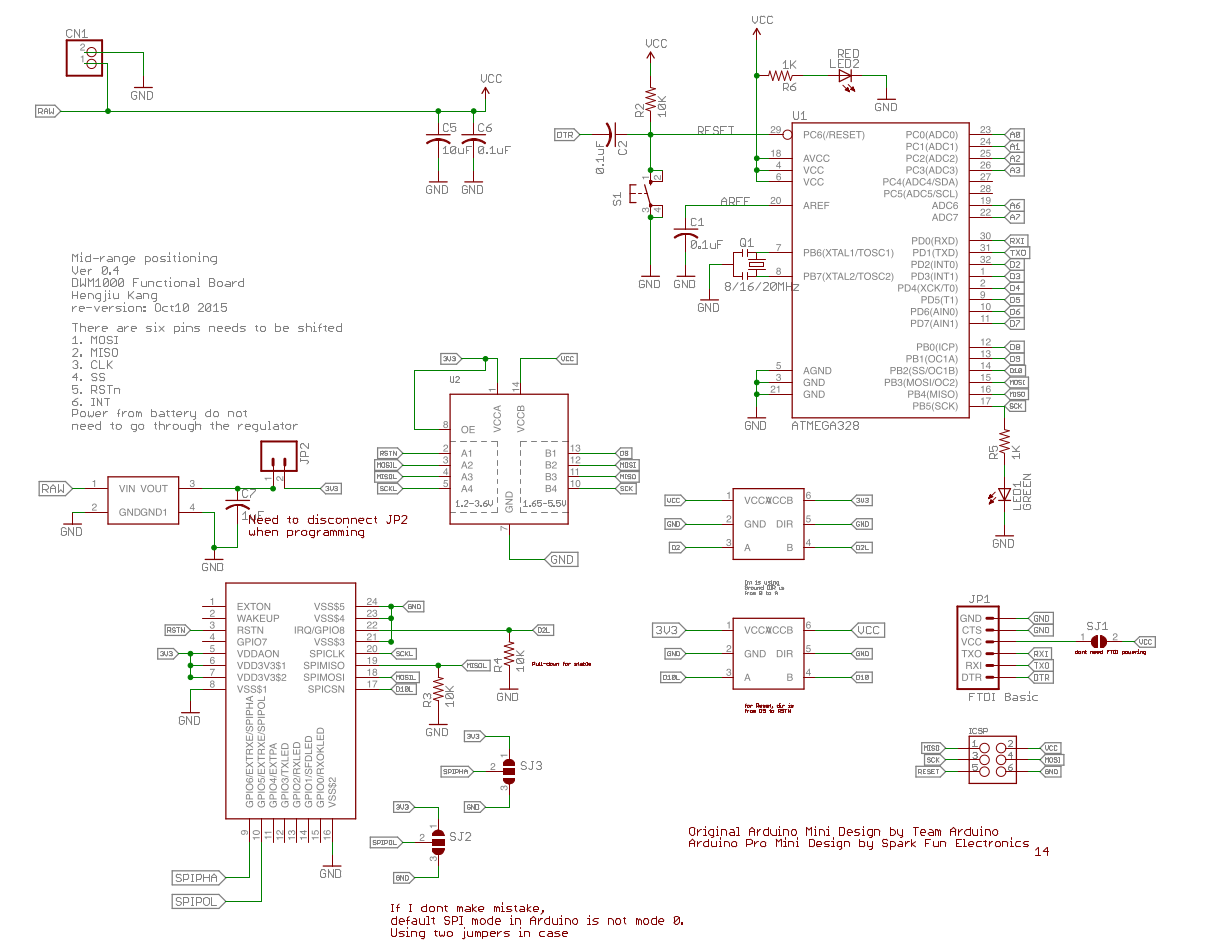 CN1
2
1
GND
RAW
VCC
C5
10uF
GND
C6
0.1uF
GND
Mid-range positioning
Ver 0.4
DWM1000 Functional Board
Hengjiu Kang
re-version: Oct10 2015
There are six pins needs to be shifted
1. MOSI
2. MISO
3. CLK
4. SS
5. RSTn
6. INT
Power from battery do not
need to go through the regulator
VCC
R2
10K
DTR
0.1uF
C2
RESET
S1
1
2
3
4
GND
AREF
C1
0.1uF
GND
Q1
8/16/20MHz
GND
VCC
1K
R6
RED
LED2
GND
U1
29 PC6(/RESET)
18 AVCC
4 VCC
6 VCC
20 AREF
7 PB6(XTAL1/TOSC1)
8 PB7(XTAL2/TOSC2)
5 AGND
3 GND
21 GND
GND
ATMEGA328
PC0(ADC0) 23 A0
PC1(ADC1) 24 A1
PC2(ADC2) 25 A2
PC3(ADC3) 26 A3
PC4(ADC4/SDA) 27
PC5(ADC5/SCL) 28
ADC6 19 A6
ADC7 22 A7
PD0(RXD) 30 RXI
PD1(TXD) 31 TXO
PD2(INT0) 32 D2
PD3(INT1) 1 D3
PD4(XCK/T0) 2 D4
PD5(T1) 9 D5
PD6(AIN0) 10 D6
PD7(AIN1) 11 D7
PB0(ICP) 12 D8
PB1(OC1A) 13 D9
PB2(SS/OC1B) 14 D10
PB3(MOSI/OC2) 15 MOSI
PB4(MISO) 16 MISO
PB5(SCK) 17 SCK
R5
1K
LED1
GREEN
GND
3V3
VCC
U2
1
14
VCCA
VCCB
8 OE
RSTN 2 A1
MOSIL 3 A2
MISOL 4 A3
SCKL 5 A4
B1 13 D9
B2 12 MOSI
B3 11 MISO
B4 10 SCK
1.2-3.6V
1.65-5.5V
GND
7
GND
RAW
1 VIN VOUT 3
2 GND GND1 4
GND
C7
GND
JP2
1
2
3V3
Need to disconnect JP2
when programming
VCC 1 VCCA VCCB 6 3V3
GND 2 GND DIR 5 GND
D2 3 A B 4 D2L
Int is using
Ground DIR is
from B to A
3V3 1 VCCA VCCB 6 VCC
GND 2 GND DIR 5 GND
D10L 3 A B 4 D10
for Reset, dir is
from D9 to RSTN
1 EXTON
2 WAKEUP
RSTN 3 RSTN
4 GPIO7
3V3 5 VDDAON
6 VDD3V3$1
7 VDD3V3$2
8 VSS$1
GND
VSS$5 24 GND
VSS$4 23
IRQ/GPIO8 22 D2L
VSS$3 21
SPICLK 20 SCKL
SPIMISO 19 MISOL
SPIMOSI 18 MOSIL
SPICSN 17 D10L
GPIO6/EXTRXE/SPIPHA
GPIO5/EXTRXE/SPIPOL
GPIO4/EXTPA
GPIO3/TXLED
GPIO2/RXLED
GPIO1/SFDLED
GPIO0/RXOKLED
VSS$2
9
10
11
12
13
14
15
16
GND
SPIPHA
SPIPOL
R4
10K
GND
Pull-down for stable
R3
10K
GND
3V3
SPIPHA
GND
1
2
3
SJ3
3V3
SPIPOL
GND
1
2
3
SJ2
If I dont make mistake,
default SPI mode in Arduino is not mode 0.
Using two jumpers in case
JP1
GND GND
CTS GND
VCC
TXO RXI
RXI TXO
DTR DTR
FTDI Basic
SJ1
1
2
VCC
dont need FTDI powering
ICSP
MISO 1 2 VCC
SCK 3 4 MOSI
RESET 5 6 GND
Original Arduino Mini Design by Team Arduino
Arduino Pro Mini Design by Spark Fun Electronics
14